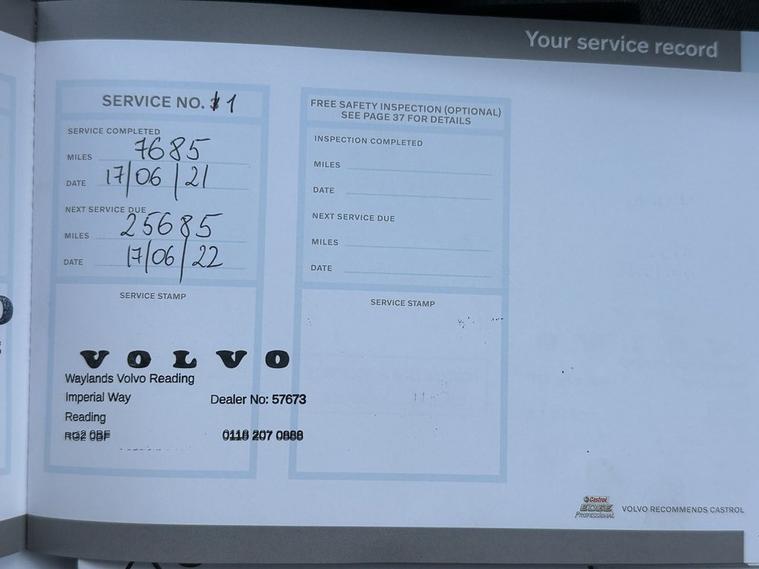 Your service record
SERVICE NO. 1
SERVICE COMPLETED
MILES 7685
DATE 17/06/21
NEXT SERVICE DUE
MILES 25685
DATE 17/06/22
SERVICE STAMP
VOLVO
Waylands Volvo Reading
Imperial Way Dealer No: 57673
Reading
RG2 0BF 0118 207 0888
FREE SAFETY INSPECTION (OPTIONAL)
SEE PAGE 37 FOR DETAILS
INSPECTION COMPLETED
MILES
DATE
NEXT SERVICE DUE
MILES
DATE
SERVICE STAMP
Castrol
EDGE
Professional
VOLVO RECOMMENDS CASTROL